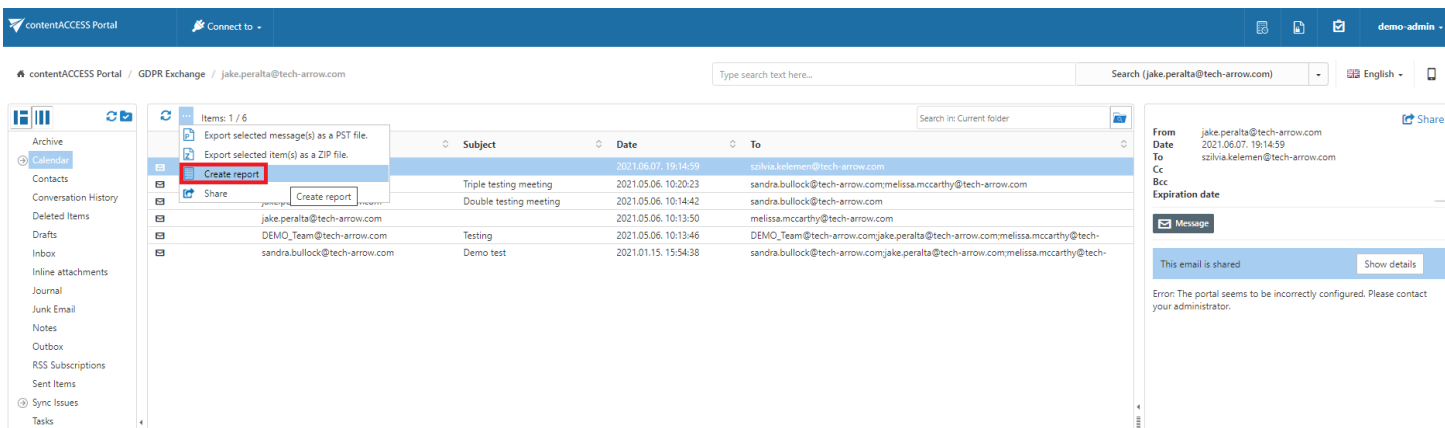 contentACCESS Portal
Connect to
demo-admin
contentACCESS Portal / GDPR Exchange / jake.peralta@tech-arrow.com
Type search text here...
Search (jake.peralta@tech-arrow.com)
English
Items: 1 / 6
Search in: Current folder
Export selected message(s) as a PST file.
Export selected item(s) as a ZIP file.
Create report
Share
Create report
Archive
Calendar
Contacts
Conversation History
Deleted Items
Drafts
Inbox
Inline attachments
Journal
Junk Email
Notes
Outbox
RSS Subscriptions
Sent Items
Sync Issues
Tasks
Subject Date To
2021.06.07. 19:14:59 szilvia.kelemen@tech-arrow.com
Triple testing meeting 2021.05.06. 10:20:23 sandra.bullock@tech-arrow.com;melissa.mccarthy@tech-arrow.com
Double testing meeting 2021.05.06. 10:14:42 sandra.bullock@tech-arrow.com
jake.peralta@tech-arrow.com 2021.05.06. 10:13:50 melissa.mccarthy@tech-arrow.com
DEMO_Team@tech-arrow.com Testing 2021.05.06. 10:13:46 DEMO_Team@tech-arrow.com;jake.peralta@tech-arrow.com;melissa.mccarthy@tech-
sandra.bullock@tech-arrow.com Demo test 2021.01.15. 15:54:38 sandra.bullock@tech-arrow.com;jake.peralta@tech-arrow.com;melissa.mccarthy@tech-
Share
From jake.peralta@tech-arrow.com
Date 2021.06.07. 19:14:59
To szilvia.kelemen@tech-arrow.com
Cc
Bcc
Expiration date
Message
This email is shared
Show details
Error: The portal seems to be incorrectly configured. Please contact
your administrator.